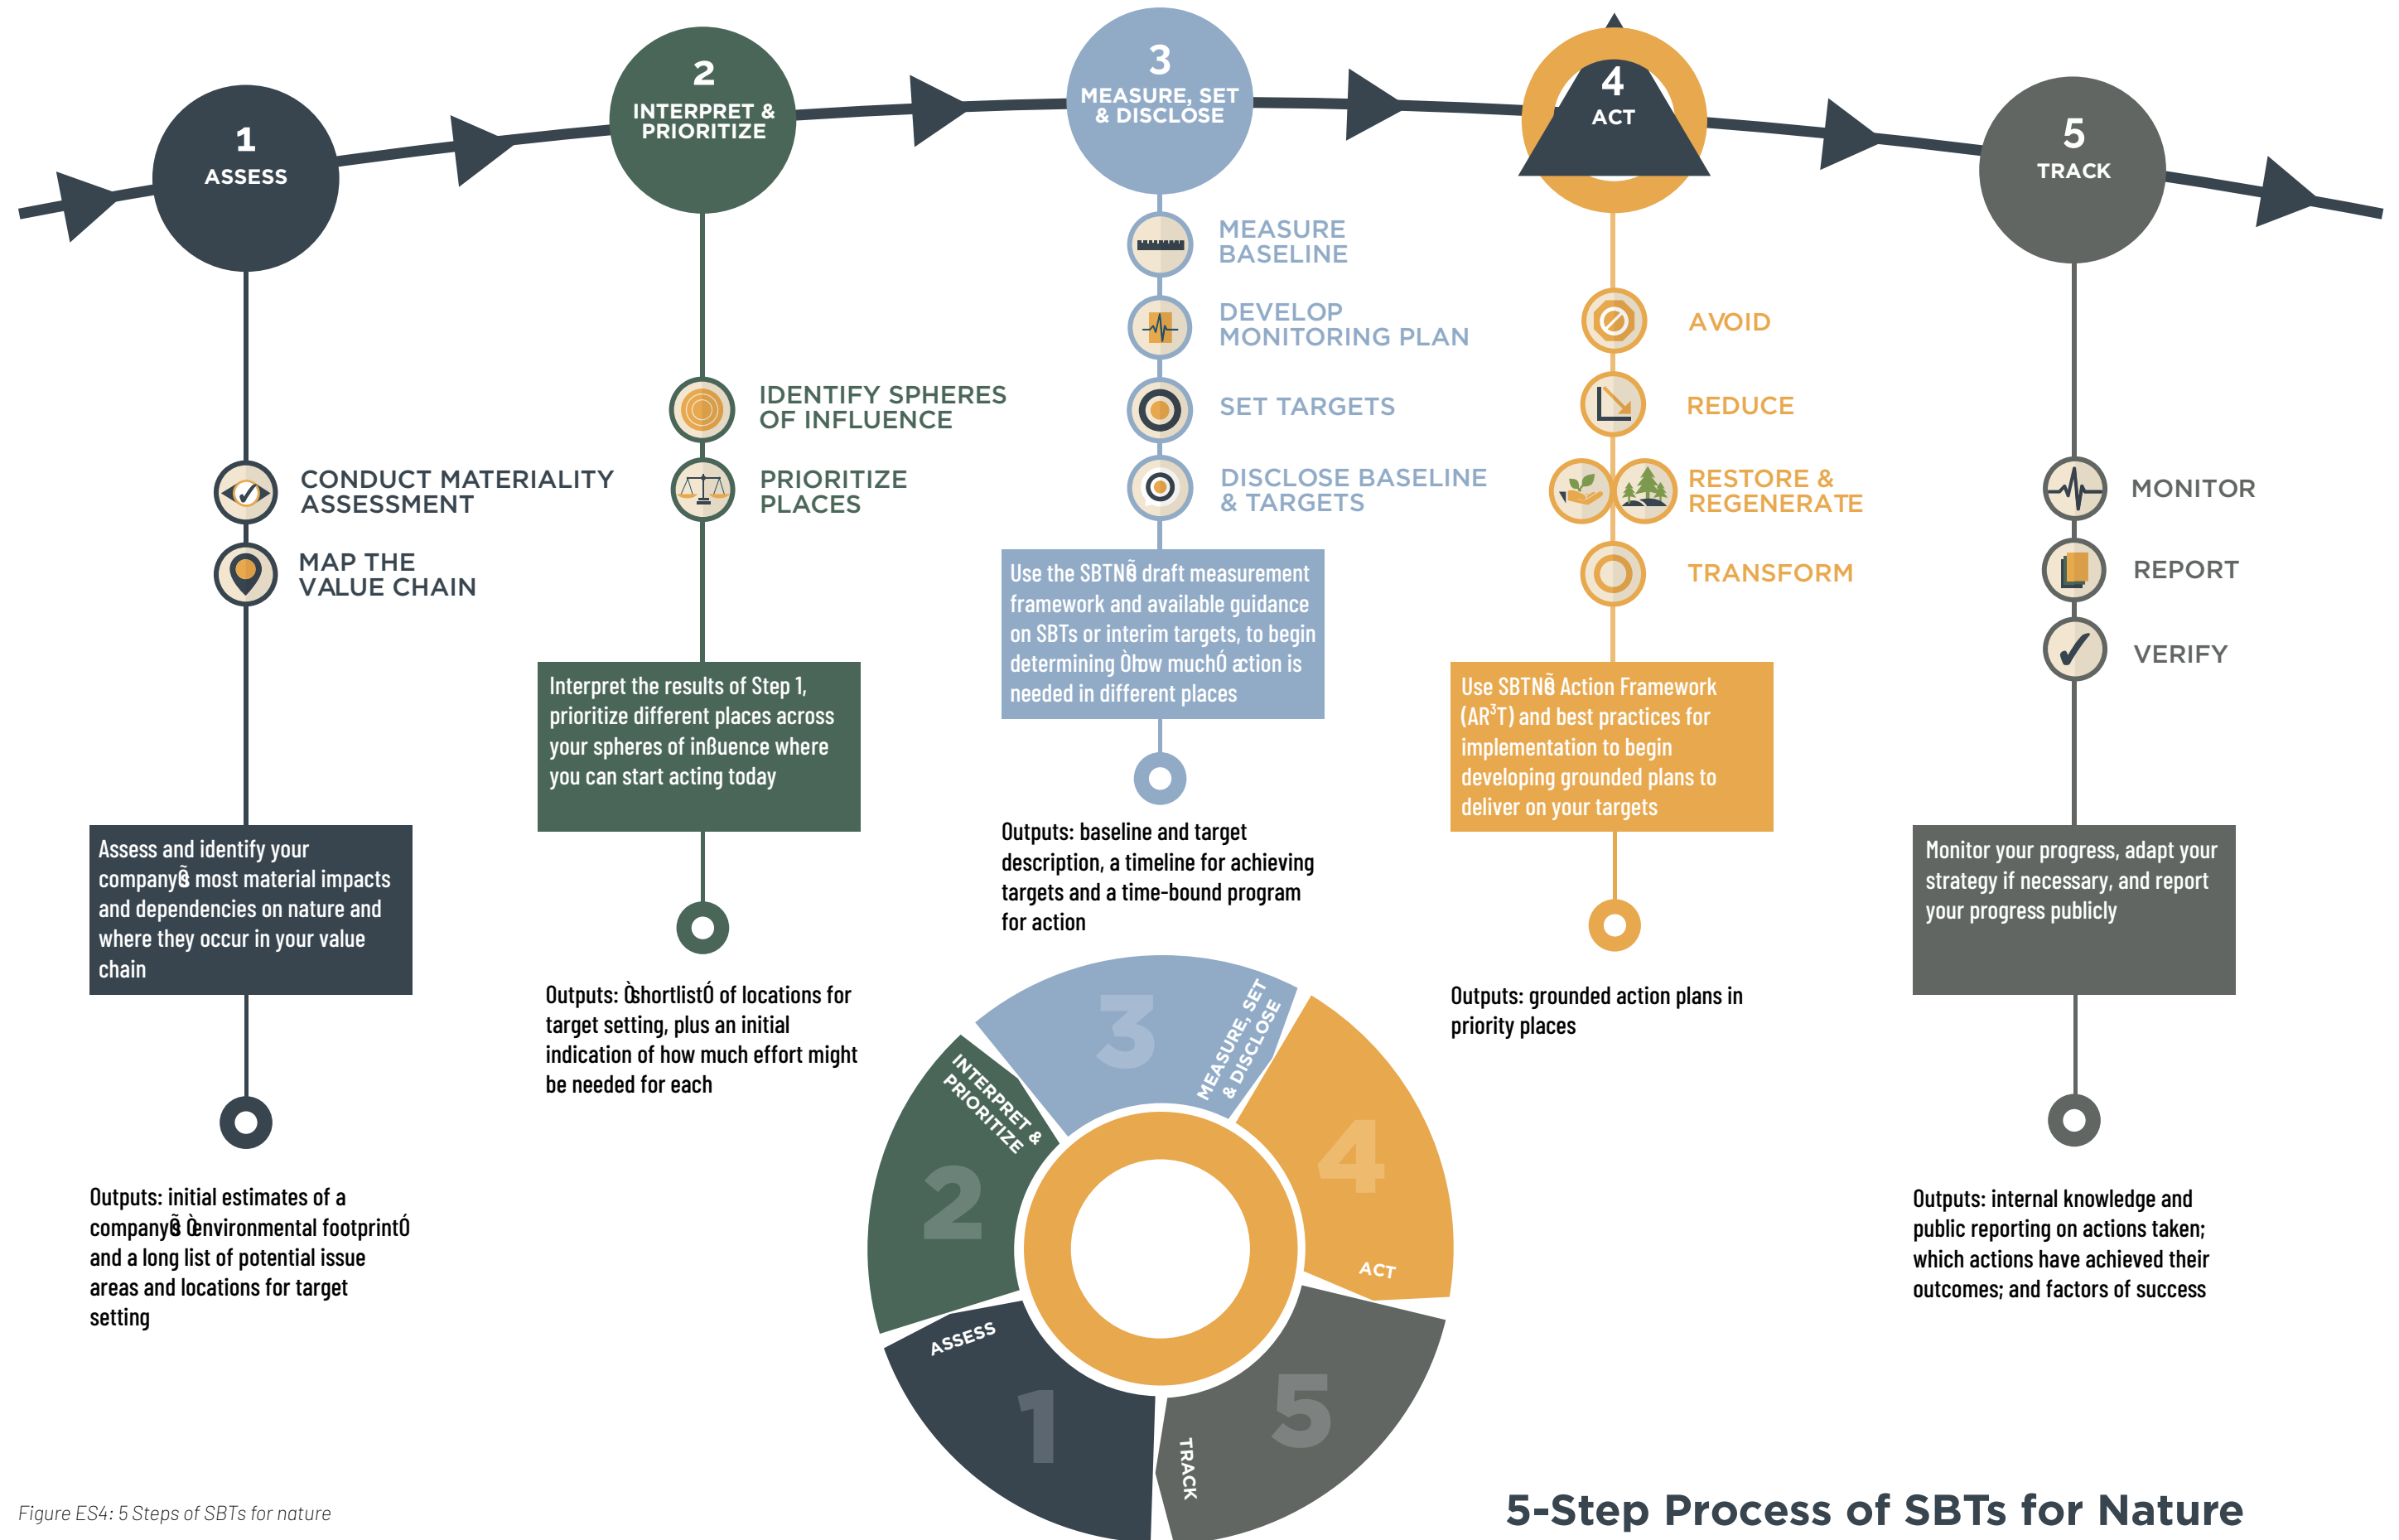 1
ASSESS
CONDUCT MATERIALITY
ASSESSMENT
MAP THE
VALUE CHAIN
Assess and identify your
companyÕs most material impacts
and dependencies on nature and
where they occur in your value
chain
Outputs: initial estimates of a
companyÕs Òenvironmental footprintÓ
and a long list of potential issue
areas and locations for target
setting
2
INTERPRET &
PRIORITIZE
IDENTIFY SPHERES
OF INFLUENCE
PRIORITIZE
PLACES
Interpret the results of Step 1,
prioritize different places across
your spheres of inßuence where
you can start acting today
Outputs: ÒshortlistÓ of locations for
target setting, plus an initial
indication of how much effort might
be needed for each
3
MEASURE, SET
& DISCLOSE
MEASURE
BASELINE
DEVELOP
MONITORING PLAN
SET TARGETS
DISCLOSE BASELINE
& TARGETS
Use the SBTNÕs draft measurement
framework and available guidance
on SBTs or interim targets, to begin
determining Òhow muchÓ action is
needed in different places
Outputs: baseline and target
description, a timeline for achieving
targets and a time-bound program
for action
4
ACT
AVOID
REDUCE
RESTORE &
REGENERATE
TRANSFORM
Use SBTNÕs Action Framework
(AR³T) and best practices for
implementation to begin
developing grounded plans to
deliver on your targets
Outputs: grounded action plans in
priority places
5
TRACK
MONITOR
REPORT
VERIFY
Monitor your progress, adapt your
strategy if necessary, and report
your progress publicly
Outputs: internal knowledge and
public reporting on actions taken;
which actions have achieved their
outcomes; and factors of success
1
ASSESS
2
INTERPRET &
PRIORITIZE
3
MEASURE, SET
& DISCLOSE
4
ACT
5
TRACK
Figure ES4: 5 Steps of SBTs for nature
5-Step Process of SBTs for Nature